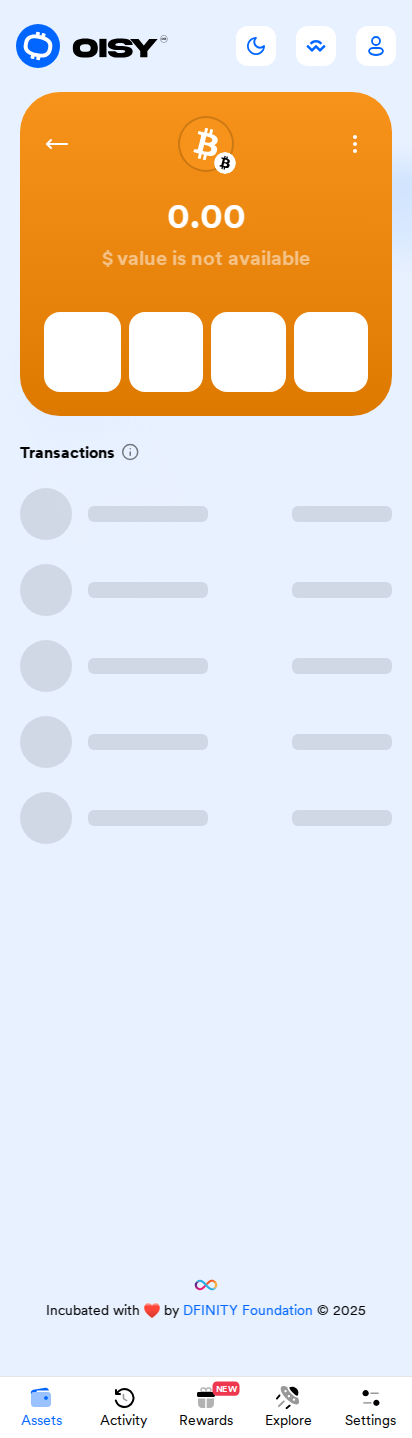 OISY
0.00
$ value is not available
Transactions
Incubated with ❤️ by DFINITY Foundation © 2025
NEW
Assets
Activity
Rewards
Explore
Settings